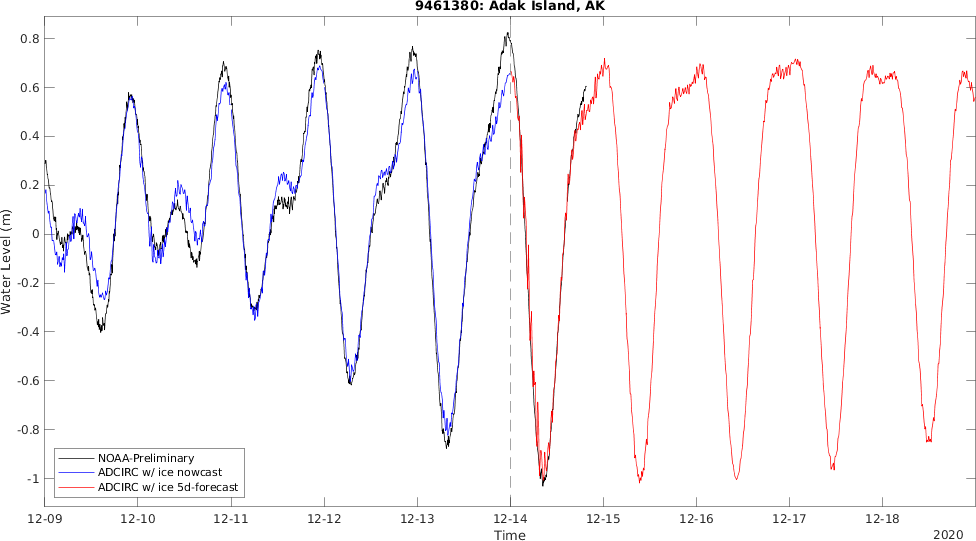 9461380: Adak Island, AK
0.8
0.6
0.4
0.2
0
-0.2
-0.4
-0.6
-0.8
-1
Water Level (m)
NOAA-Preliminary
ADCIRC w/ ice nowcast
ADCIRC w/ ice 5d-forecast
12-09 12-10 12-11 12-12 12-13 12-14 12-15 12-16 12-17 12-18
Time
2020